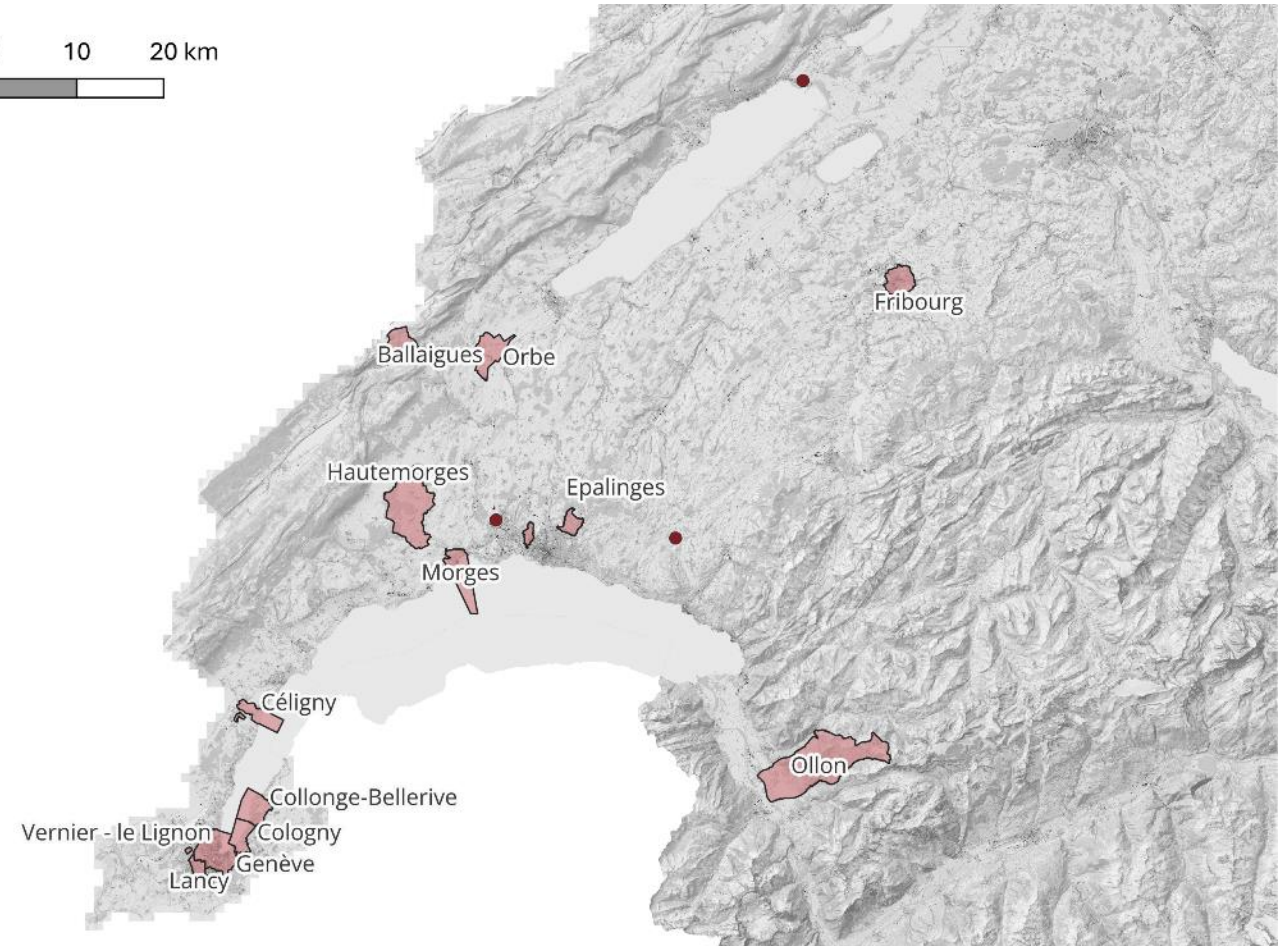 10 20 km
Fribourg
Ballaigues
Orbe
Hautemorges
Epalinges
Morges
Céligny
Ollon
Collonge-Bellerive
Vernier - le Lignon
Cologny
Genève
Lancy